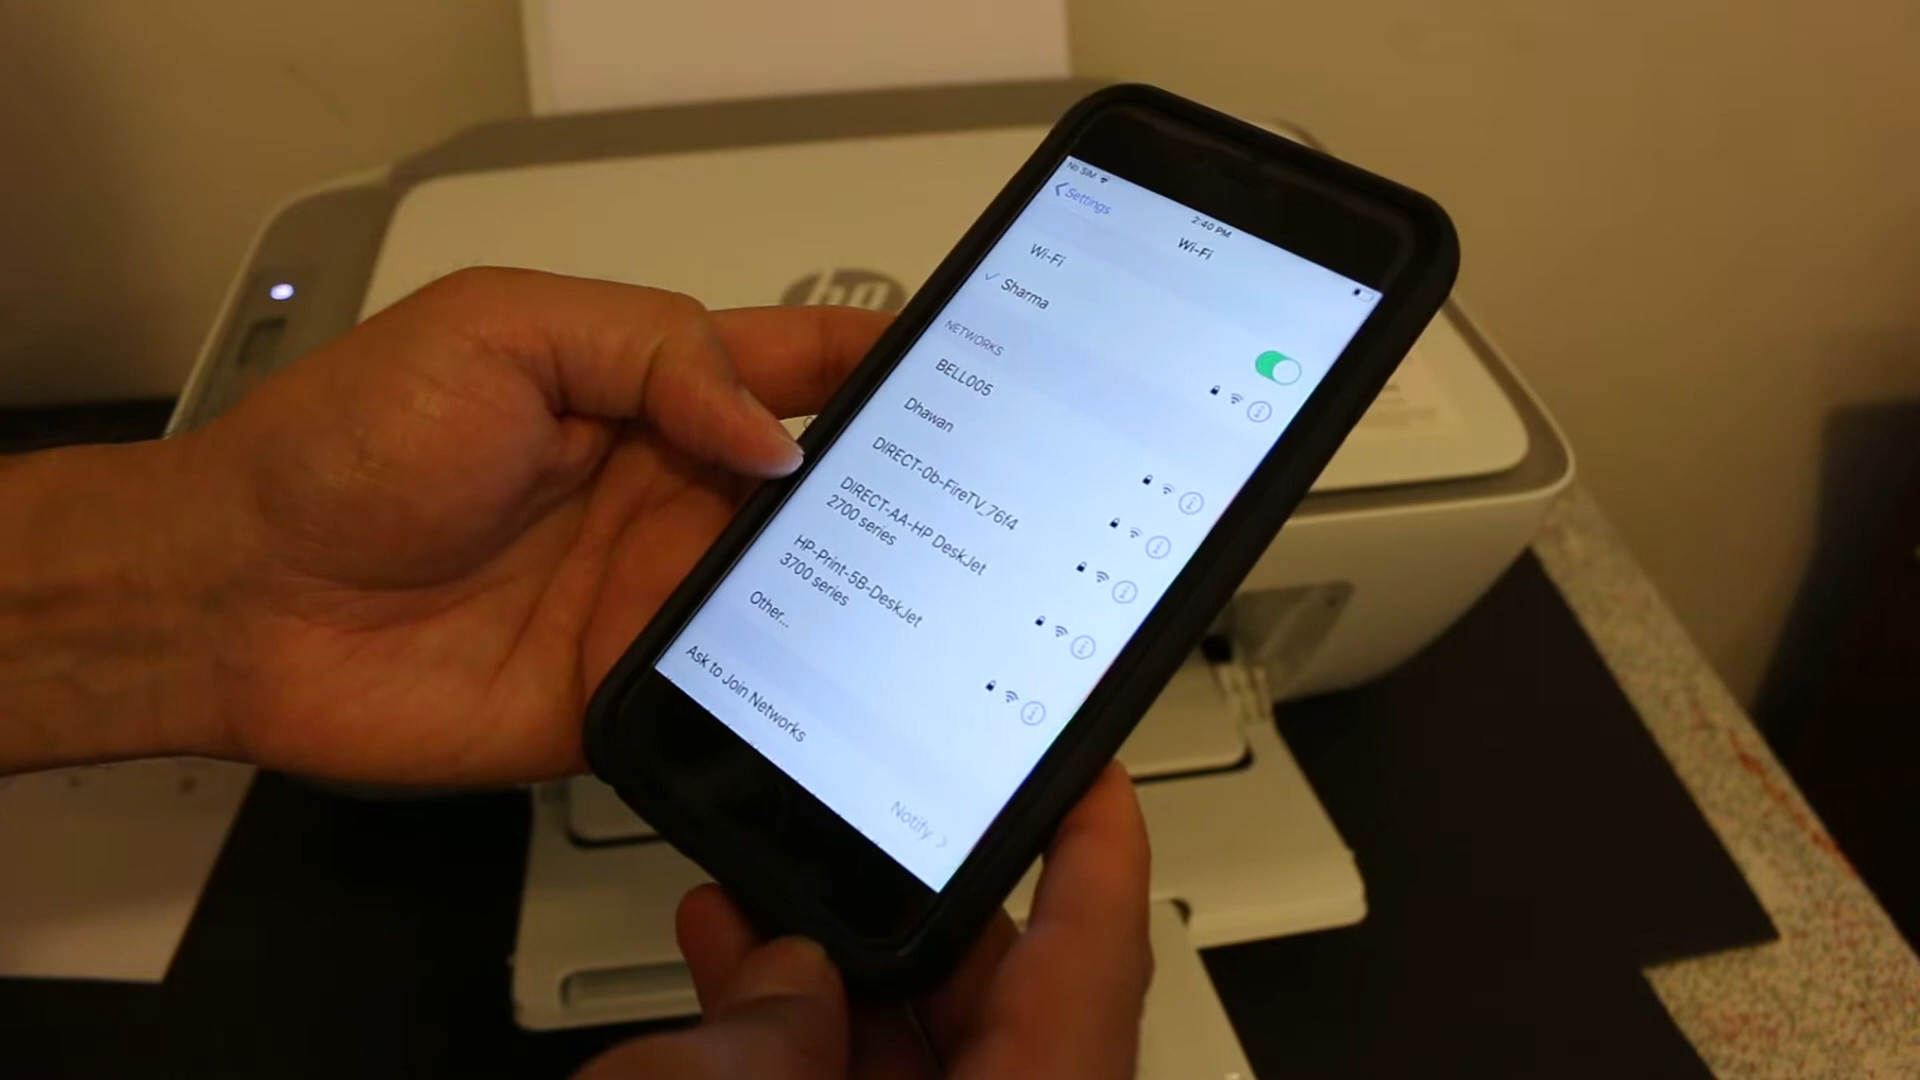 No SIM
2:40 PM
Settings
Wi-Fi
Wi-Fi
Sharma
NETWORKS
BELL005
Dhawan
DIRECT-0b-FireTV_76f4
DIRECT-AA-HP DeskJet
2700 series
HP-Print-5B-DeskJet
3700 series
Other...
Ask to Join Networks
Notify
hp